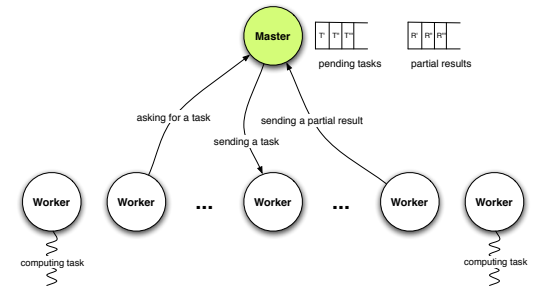 Master
T' T'' T'''
R' R'' R'''
pending tasks
partial results
asking for a task
sending a partial result
sending a task
Worker
Worker
...
Worker
...
Worker
Worker
computing task
computing task